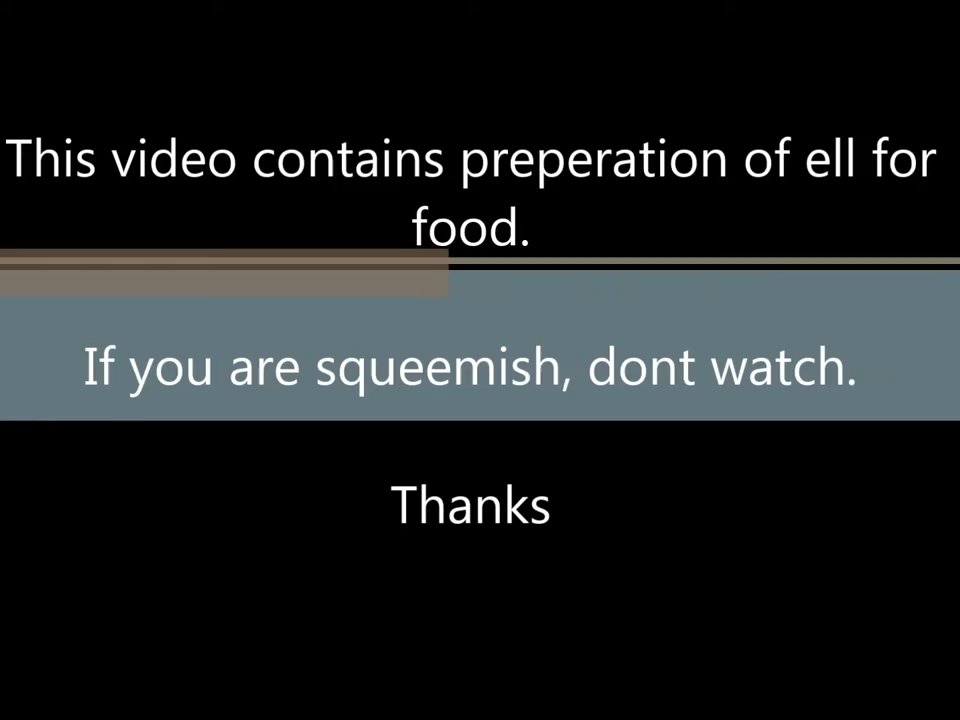 This video contains preperation of ell for
food.
If you are squeemish, dont watch.
Thanks